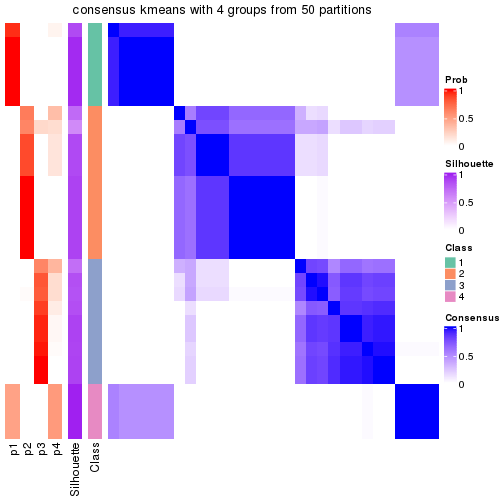 consensus kmeans with 4 groups from 50 partitions
Prob
1
0.5
0
Silhouette
1
0.5
0
Class
1
2
3
4
Consensus
1
0.5
0
p1
p2
p3
p4
Silhouette
Class